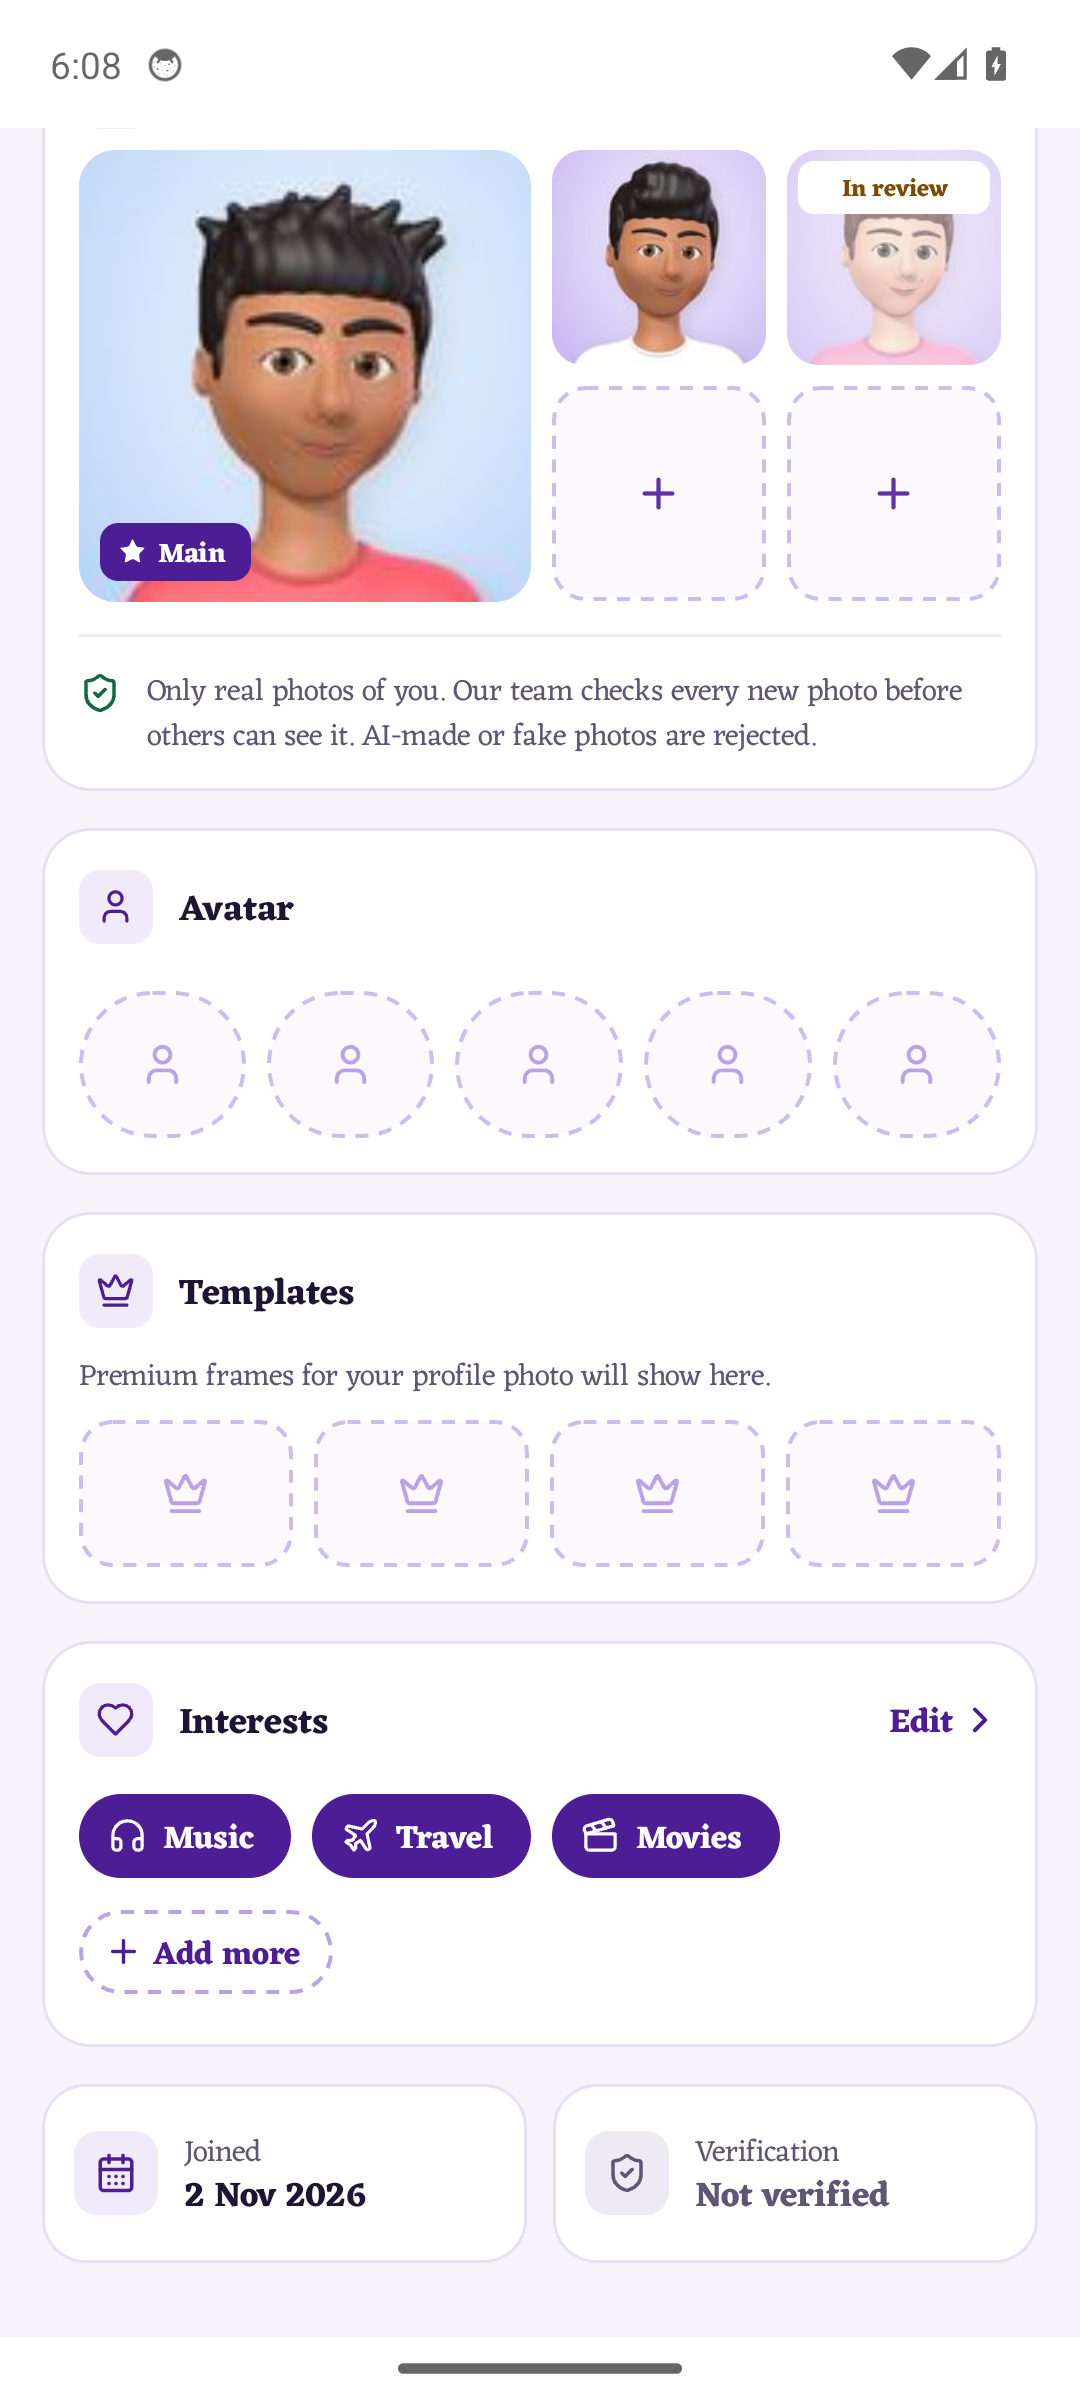 6:08
In review
Main
Only real photos of you. Our team checks every new photo before
others can see it. AI-made or fake photos are rejected.
Avatar
Templates
Premium frames for your profile photo will show here.
Interests
Edit
Music
Travel
Movies
Add more
Joined
2 Nov 2026
Verification
Not verified